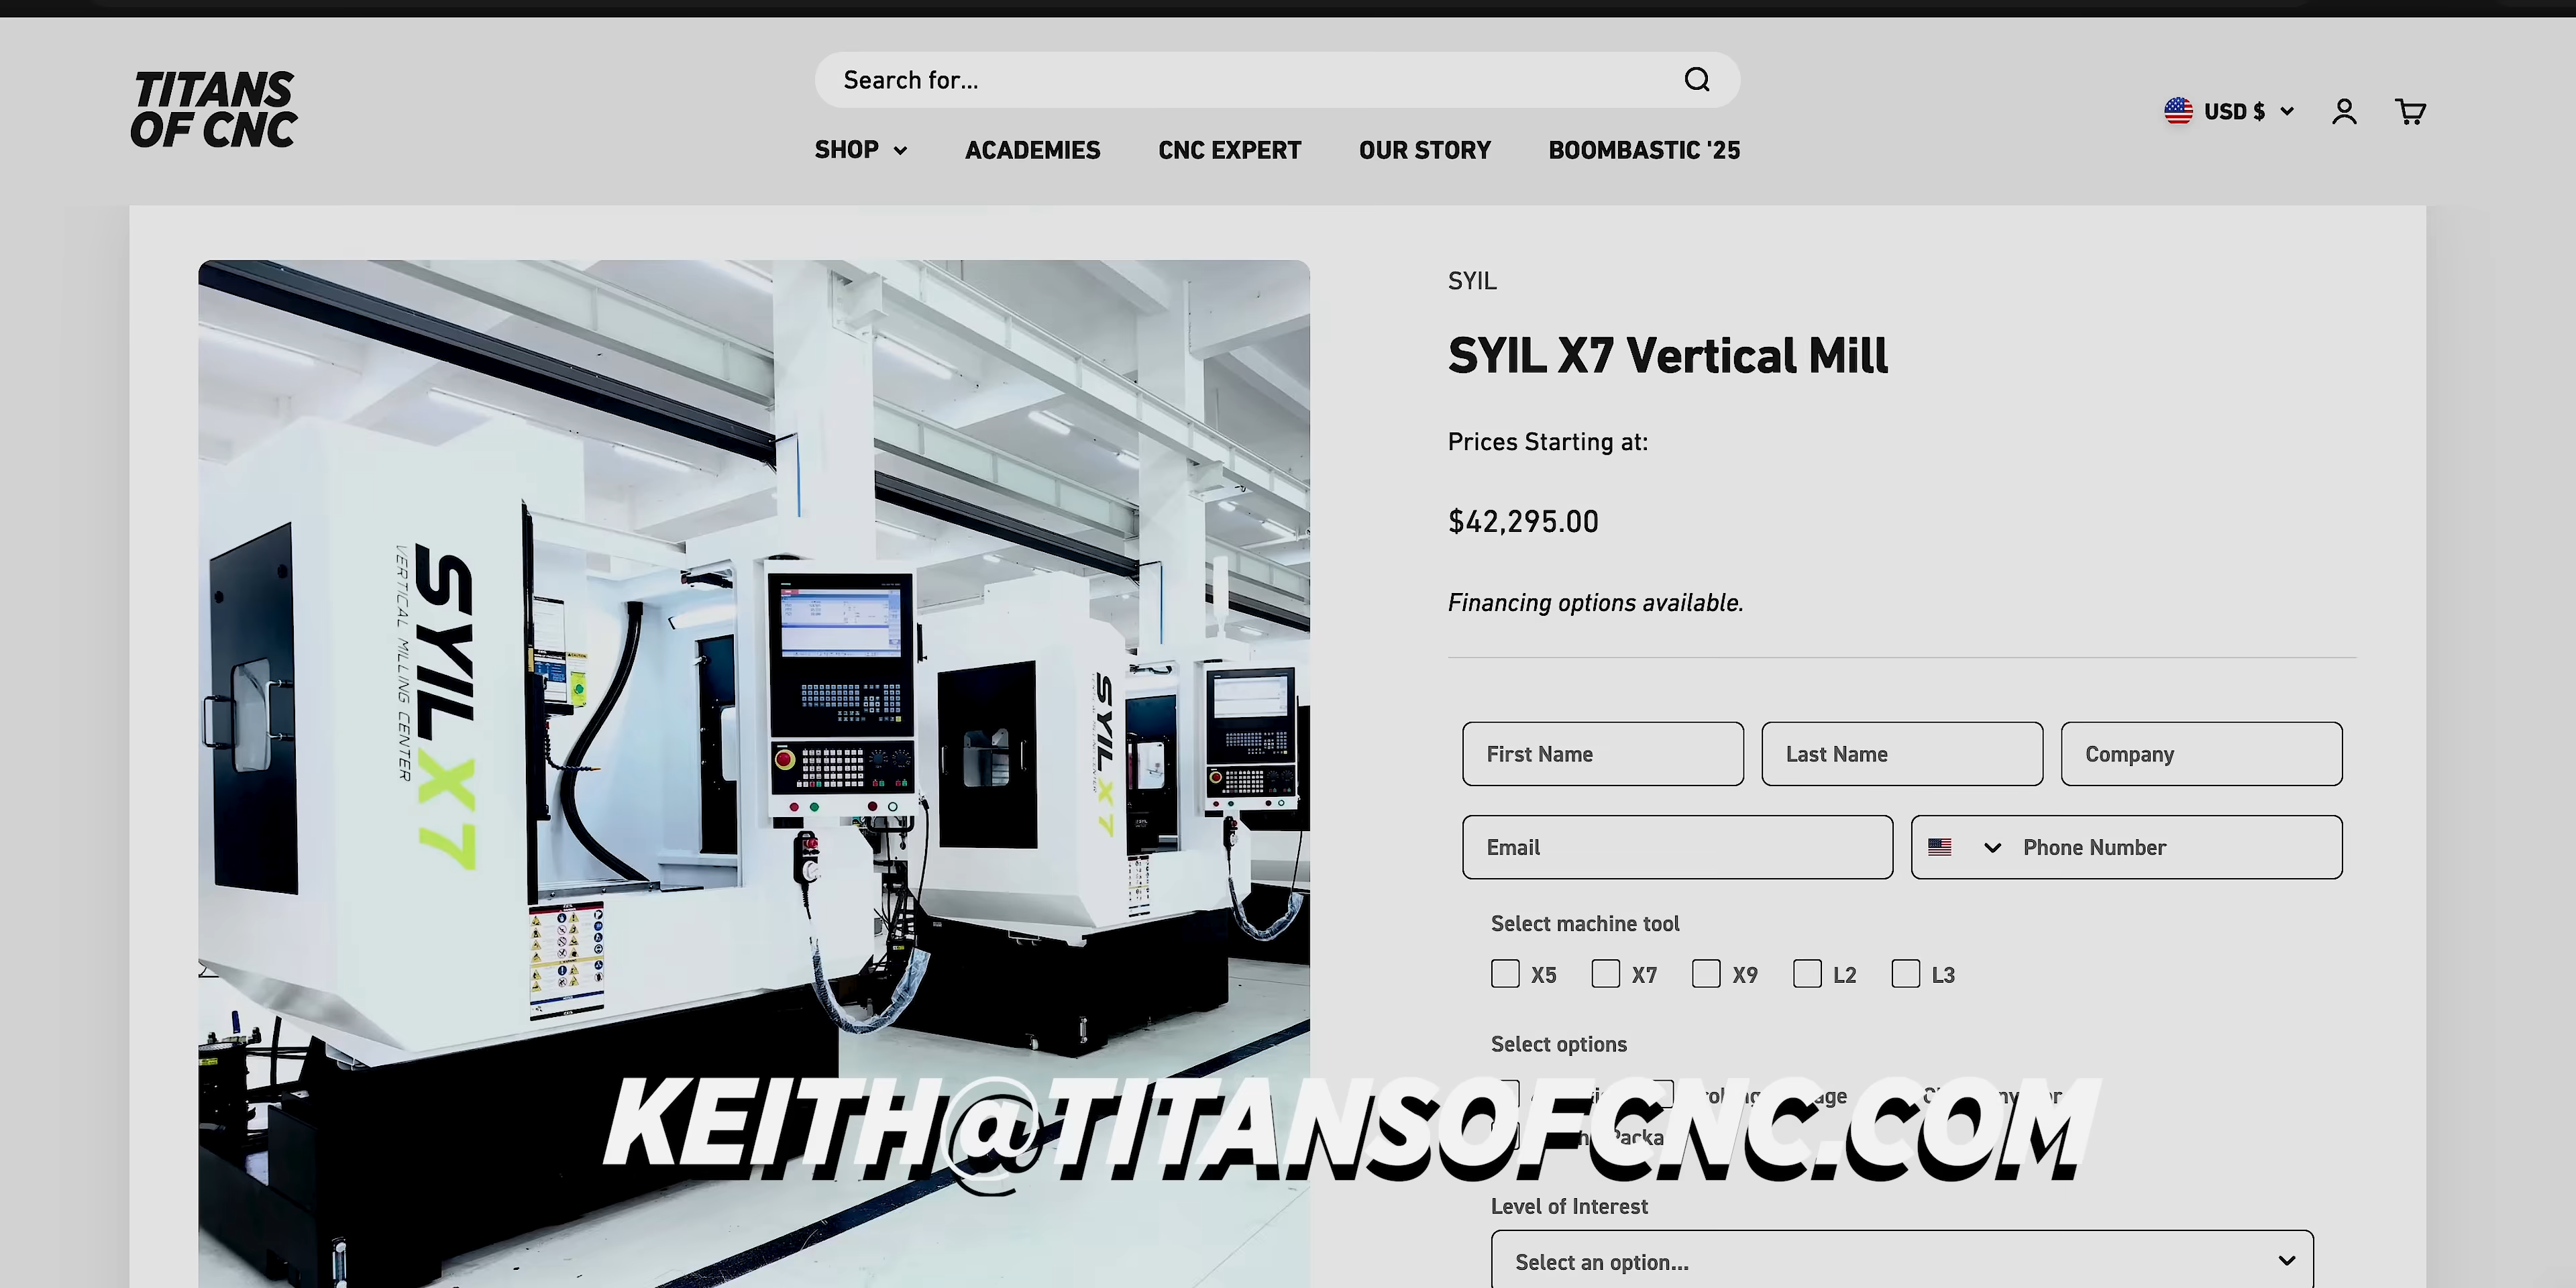 TITANS
OF CNC
Search for...
USD $
SHOP
ACADEMIES
CNC EXPERT
OUR STORY
BOOMBASTIC '25
SYIL
SYIL X7 Vertical Mill
Prices Starting at:
$42,295.00
Financing options available.
SYIL X7
VERTICAL MILLING CENTER
SYIL X7
First Name
Last Name
Company
Email
Phone Number
Select machine tool
X5
X7
X9
L2
L3
Select options
KEITH@TITANSOFCNC.COM
Level of Interest
Select an option...